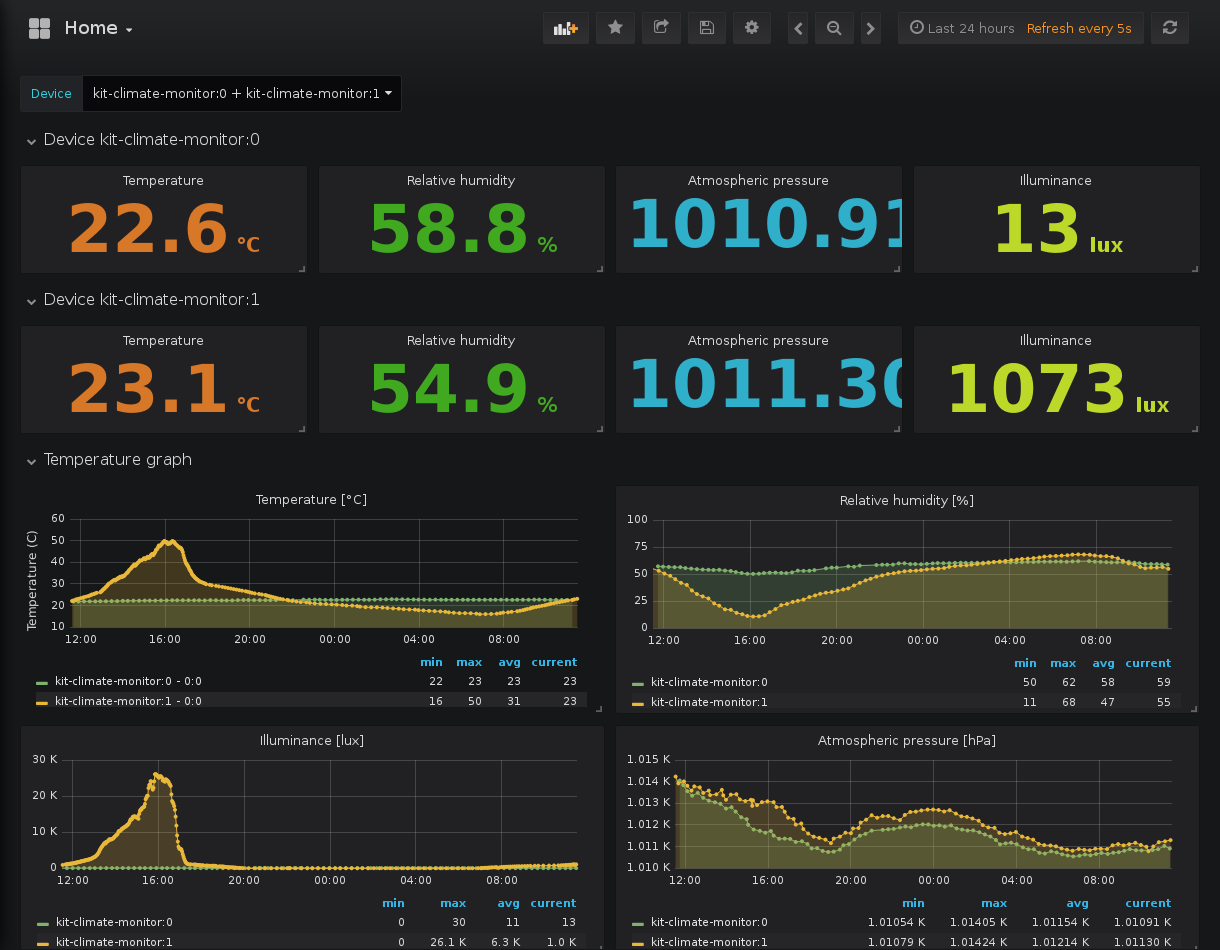 Home
Last 24 hours Refresh every 5s
Device kit-climate-monitor:0 + kit-climate-monitor:1
Device kit-climate-monitor:0
Temperature Relative humidity Atmospheric pressure Illuminance
22.6 °C 58.8 % 1010.91 13 lux
Device kit-climate-monitor:1
Temperature Relative humidity Atmospheric pressure Illuminance
23.1 °C 54.9 % 1011.30 1073 lux
Temperature graph
Temperature [°C]
Temperature (C)
60
50
40
30
20
10
12:00 16:00 20:00 00:00 04:00 08:00
min max avg current
kit-climate-monitor:0 - 0:0 22 23 23 23
kit-climate-monitor:1 - 0:0 16 50 31 23
Relative humidity [%]
100
75
50
25
0
12:00 16:00 20:00 00:00 04:00 08:00
min max avg current
kit-climate-monitor:0 50 62 58 59
kit-climate-monitor:1 11 68 47 55
Illuminance [lux]
30 K
20 K
10 K
0
12:00 16:00 20:00 00:00 04:00 08:00
min max avg current
kit-climate-monitor:0 0 30 11 13
kit-climate-monitor:1 0 26.1 K 6.3 K 1.0 K
Atmospheric pressure [hPa]
1.015 K
1.014 K
1.013 K
1.012 K
1.011 K
1.010 K
12:00 16:00 20:00 00:00 04:00 08:00
min max avg current
kit-climate-monitor:0 1.01054 K 1.01405 K 1.01154 K 1.01091 K
kit-climate-monitor:1 1.01079 K 1.01424 K 1.01214 K 1.01130 K